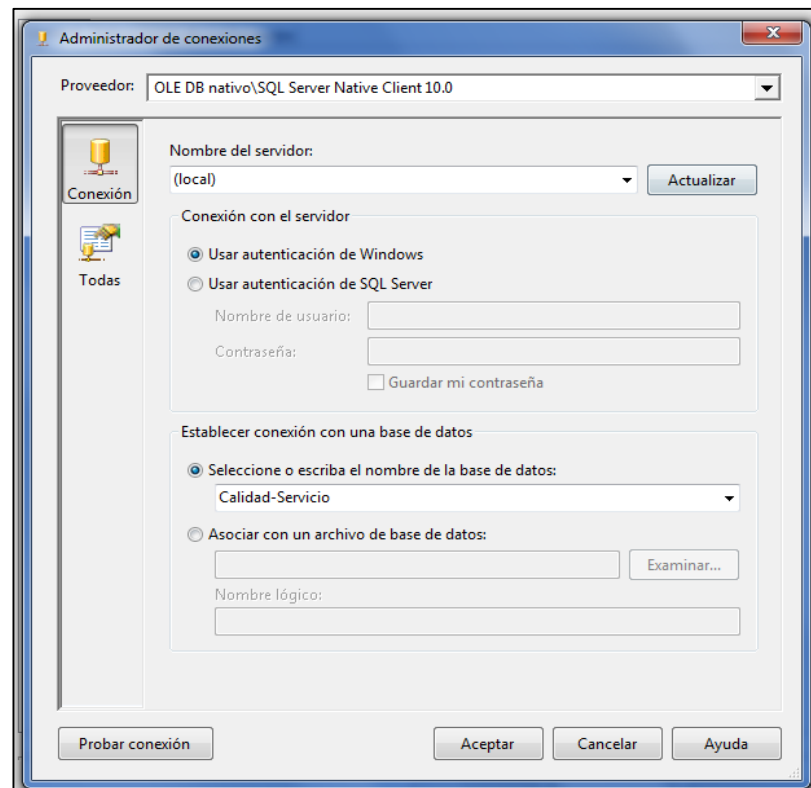 Administrador de conexiones
Proveedor: OLE DB nativo\SQL Server Native Client 10.0
Conexión
Todas
Nombre del servidor:
(local) Actualizar
Conexión con el servidor
Usar autenticación de Windows
Usar autenticación de SQL Server
Nombre de usuario:
Contraseña:
Guardar mi contraseña
Establecer conexión con una base de datos
Seleccione o escriba el nombre de la base de datos:
Calidad-Servicio
Asociar con un archivo de base de datos:
Examinar...
Nombre lógico:
Probar conexión Aceptar Cancelar Ayuda